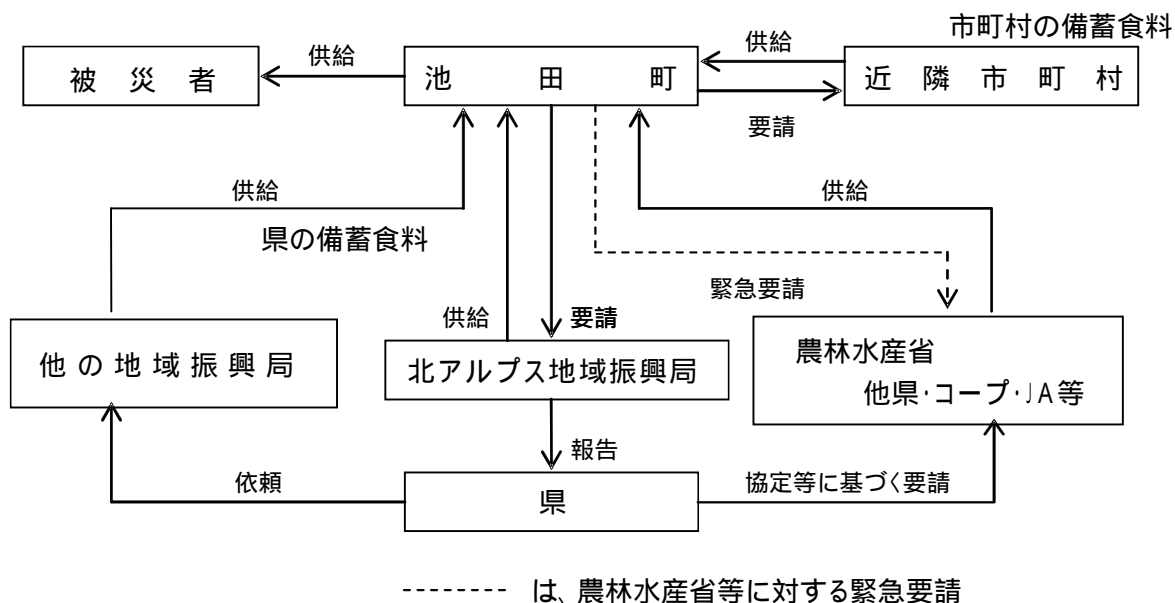 市町村の備蓄食料
供給
供給
被災者
池田町
近隣市町村
要請
供給
供給
県の備蓄食料
緊急要請
供給
要請
他の地域振興局
北アルプス地域振興局
農林水産省
他県・コープ・JA等
報告
依頼
協定等に基づく要請
県
------- は、農林水産省等に対する緊急要請